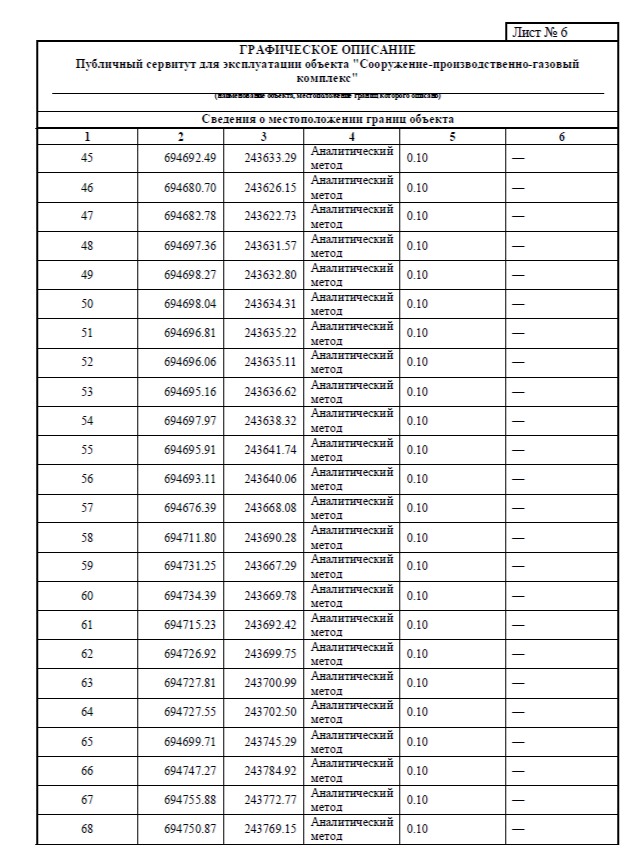 Лист № 6
ГРАФИЧЕСКОЕ ОПИСАНИЕ
Публичный сервитут для эксплуатации объекта "Сооружение-производственно-газовый
комплекс"
(наименование объекта, местоположение границ которого описано)
Сведения о местоположении границ объекта
1 2 3 4 5 6
45 694692.49 243633.29 Аналитический метод 0.10 —
46 694680.70 243626.15 Аналитический метод 0.10 —
47 694682.78 243622.73 Аналитический метод 0.10 —
48 694697.36 243631.57 Аналитический метод 0.10 —
49 694698.27 243632.80 Аналитический метод 0.10 —
50 694698.04 243634.31 Аналитический метод 0.10 —
51 694696.81 243635.22 Аналитический метод 0.10 —
52 694696.06 243635.11 Аналитический метод 0.10 —
53 694695.16 243636.62 Аналитический метод 0.10 —
54 694697.97 243638.32 Аналитический метод 0.10 —
55 694695.91 243641.74 Аналитический метод 0.10 —
56 694693.11 243640.06 Аналитический метод 0.10 —
57 694676.39 243668.08 Аналитический метод 0.10 —
58 694711.80 243690.28 Аналитический метод 0.10 —
59 694731.25 243667.29 Аналитический метод 0.10 —
60 694734.39 243669.78 Аналитический метод 0.10 —
61 694715.23 243692.42 Аналитический метод 0.10 —
62 694726.92 243699.75 Аналитический метод 0.10 —
63 694727.81 243700.99 Аналитический метод 0.10 —
64 694727.55 243702.50 Аналитический метод 0.10 —
65 694699.71 243745.29 Аналитический метод 0.10 —
66 694747.27 243784.92 Аналитический метод 0.10 —
67 694755.88 243772.77 Аналитический метод 0.10 —
68 694750.87 243769.15 Аналитический метод 0.10 —